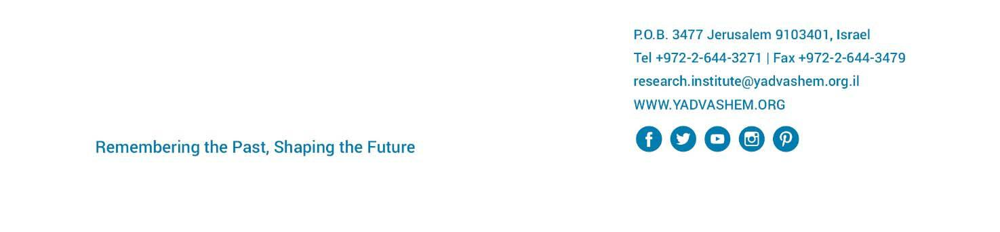 P.O.B. 3477 Jerusalem 9103401, Israel
Tel +972-2-644-3271 | Fax +972-2-644-3479
research.institute@yadvashem.org.il
WWW.YADVASHEM.ORG
Remembering the Past, Shaping the Future